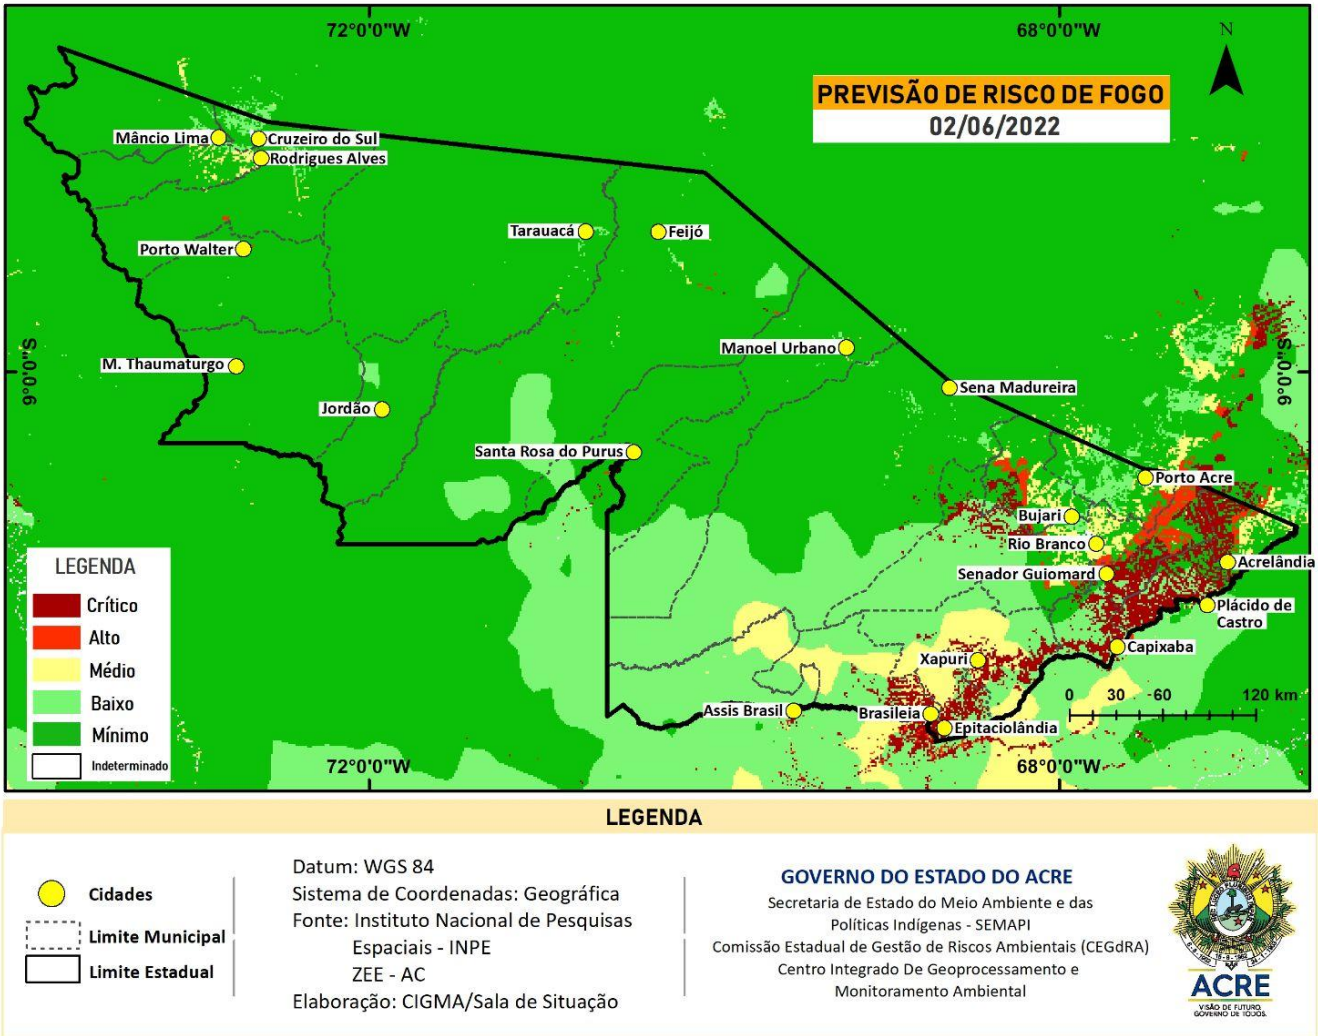 72°0'0"W
68°0'0"W
N
PREVISÃO DE RISCO DE FOGO
02/06/2022
Mâncio Lima
Cruzeiro do Sul
Rodrigues Alves
Tarauacá
Feijó
Porto Walter
9°0'0"S
9°0'0"S
M. Thaumaturgo
Manoel Urbano
Sena Madureira
Jordão
Santa Rosa do Purus
Porto Acre
Bujari
Rio Branco
Acrelândia
Senador Guiomard
Plácido de
Castro
Capixaba
Xapuri
Assis Brasil
Brasileia
Epitaciolândia
0 30 60 120 km
LEGENDA
Crítico
Alto
Médio
Baixo
Mínimo
Indeterminado
72°0'0"W
68°0'0"W
LEGENDA
Cidades
Limite Municipal
Limite Estadual
Datum: WGS 84
Sistema de Coordenadas: Geográfica
Fonte: Instituto Nacional de Pesquisas
Espaciais - INPE
ZEE - AC
Elaboração: CIGMA/Sala de Situação
GOVERNO DO ESTADO DO ACRE
Secretaria de Estado do Meio Ambiente e das
Políticas Indígenas - SEMAPI
Comissão Estadual de Gestão de Riscos Ambientais (CEGdRA)
Centro Integrado De Geoprocessamento e
Monitoramento Ambiental
ACRE
VISÃO DE FUTURO.
GOVERNO DE TODOS.